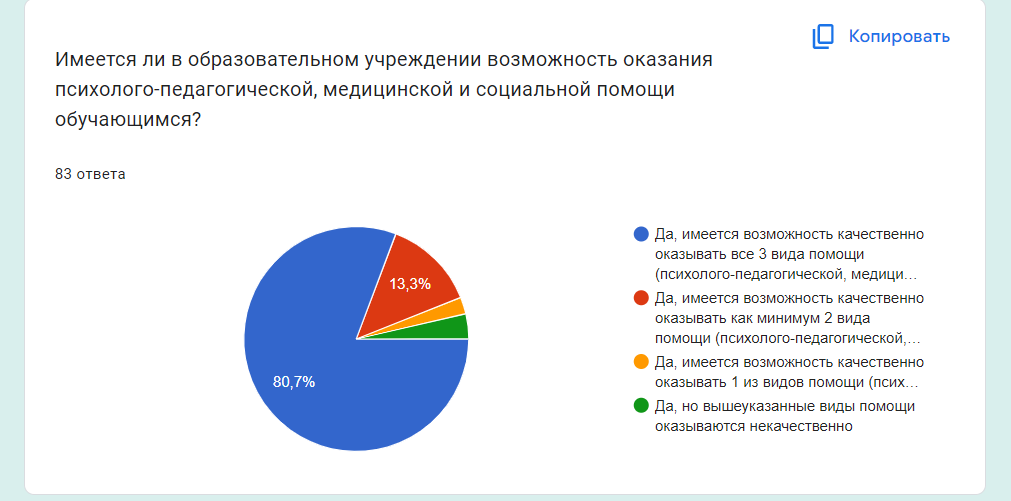 Копировать
Имеется ли в образовательном учреждении возможность оказания
психолого-педагогической, медицинской и социальной помощи
обучающимся?
83 ответа
13,3%
80,7%
Да, имеется возможность качественно
оказывать все 3 вида помощи
(психолого-педагогической, медици…
Да, имеется возможность качественно
оказывать как минимум 2 вида
помощи (психолого-педагогической,…
Да, имеется возможность качественно
оказывать 1 из видов помощи (псих…
Да, но вышеуказанные виды помощи
оказываются некачественно